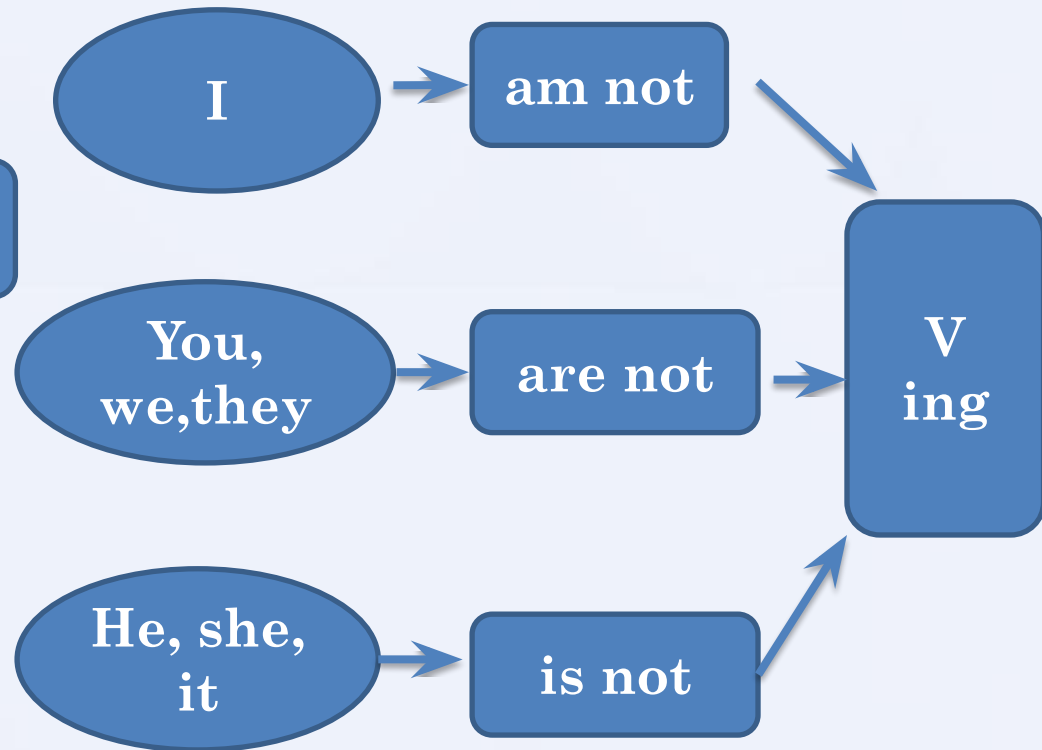 I
am not
You,
we,they
are not
V
ing
He, she,
it
is not